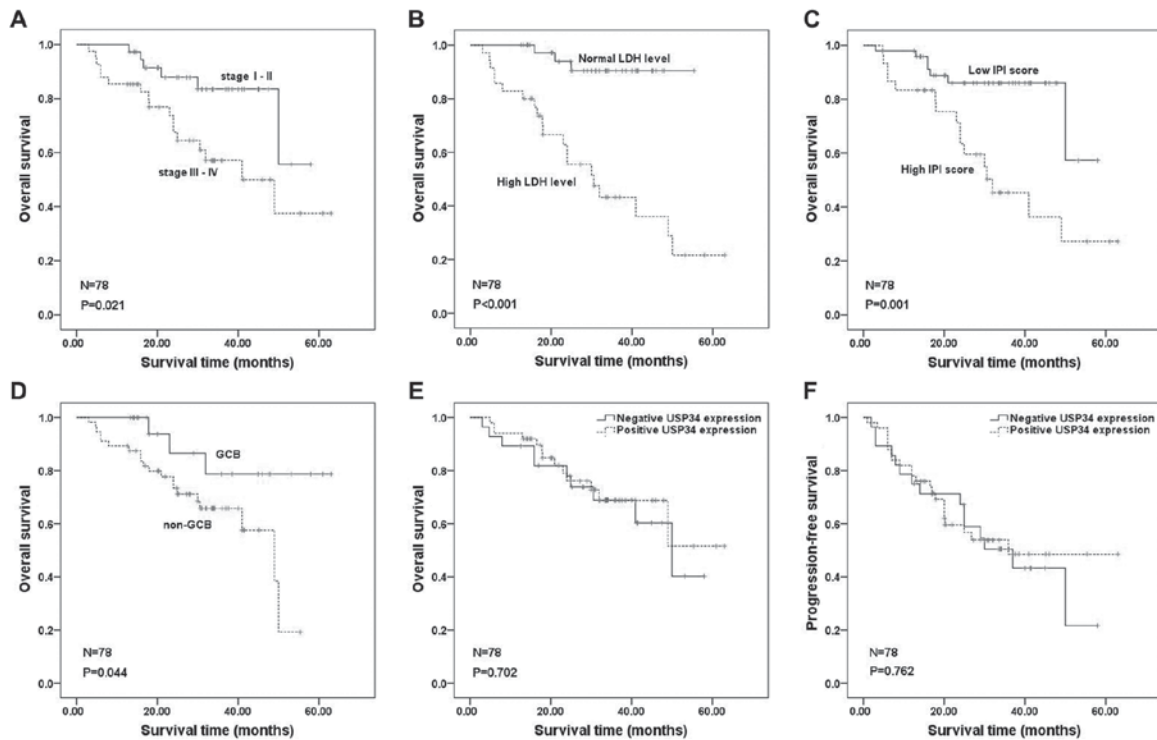 A
Overall survival
1.0
0.8
0.6
0.4
0.2
0.0
stage I - II
stage III - IV
N=78
P=0.021
0.00 20.00 40.00 60.00
Survival time (months)
B
Overall survival
1.0
0.8
0.6
0.4
0.2
0.0
Normal LDH level
High LDH level
N=78
P<0.001
0.00 20.00 40.00 60.00
Survival time (months)
C
Overall survival
1.0
0.8
0.6
0.4
0.2
0.0
Low IPI score
High IPI score
N=78
P=0.001
0.00 20.00 40.00 60.00
Survival time (months)
D
Overall survival
1.0
0.8
0.6
0.4
0.2
0.0
GCB
non-GCB
N=78
P=0.044
0.00 20.00 40.00 60.00
Survival time (months)
E
Overall survival
1.0
0.8
0.6
0.4
0.2
0.0
Negative USP34 expression
Positive USP34 expression
N=78
P=0.702
0.00 20.00 40.00 60.00
Survival time (months)
F
Progression-free survival
1.0
0.8
0.6
0.4
0.2
0.0
Negative USP34 expression
Positive USP34 expression
N=78
P=0.762
0.00 20.00 40.00 60.00
Survival time (months)